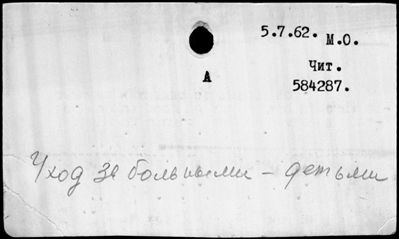 5.7.62. М.О.
Чит.
А
584287.
Уход за больными - детьми